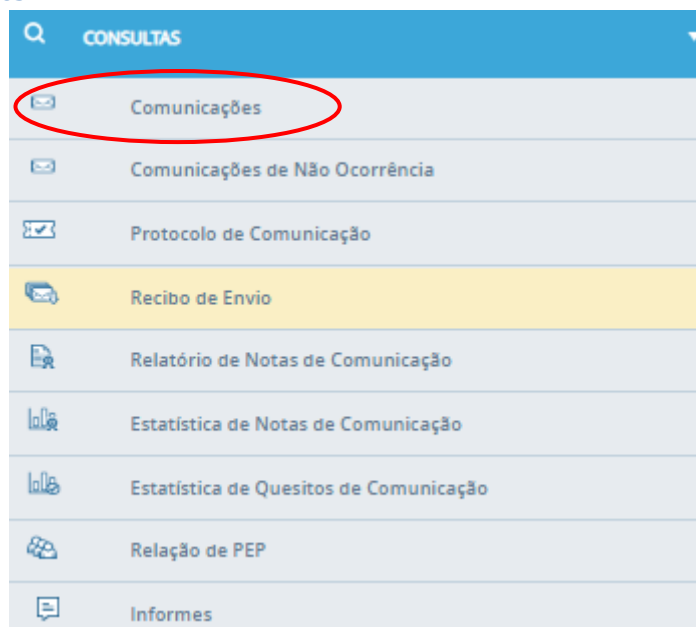 CONSULTAS
Comunicações
Comunicações de Não Ocorrência
Protocolo de Comunicação
Recibo de Envio
Relatório de Notas de Comunicação
Estatística de Notas de Comunicação
Estatística de Quesitos de Comunicação
Relação de PEP
Informes